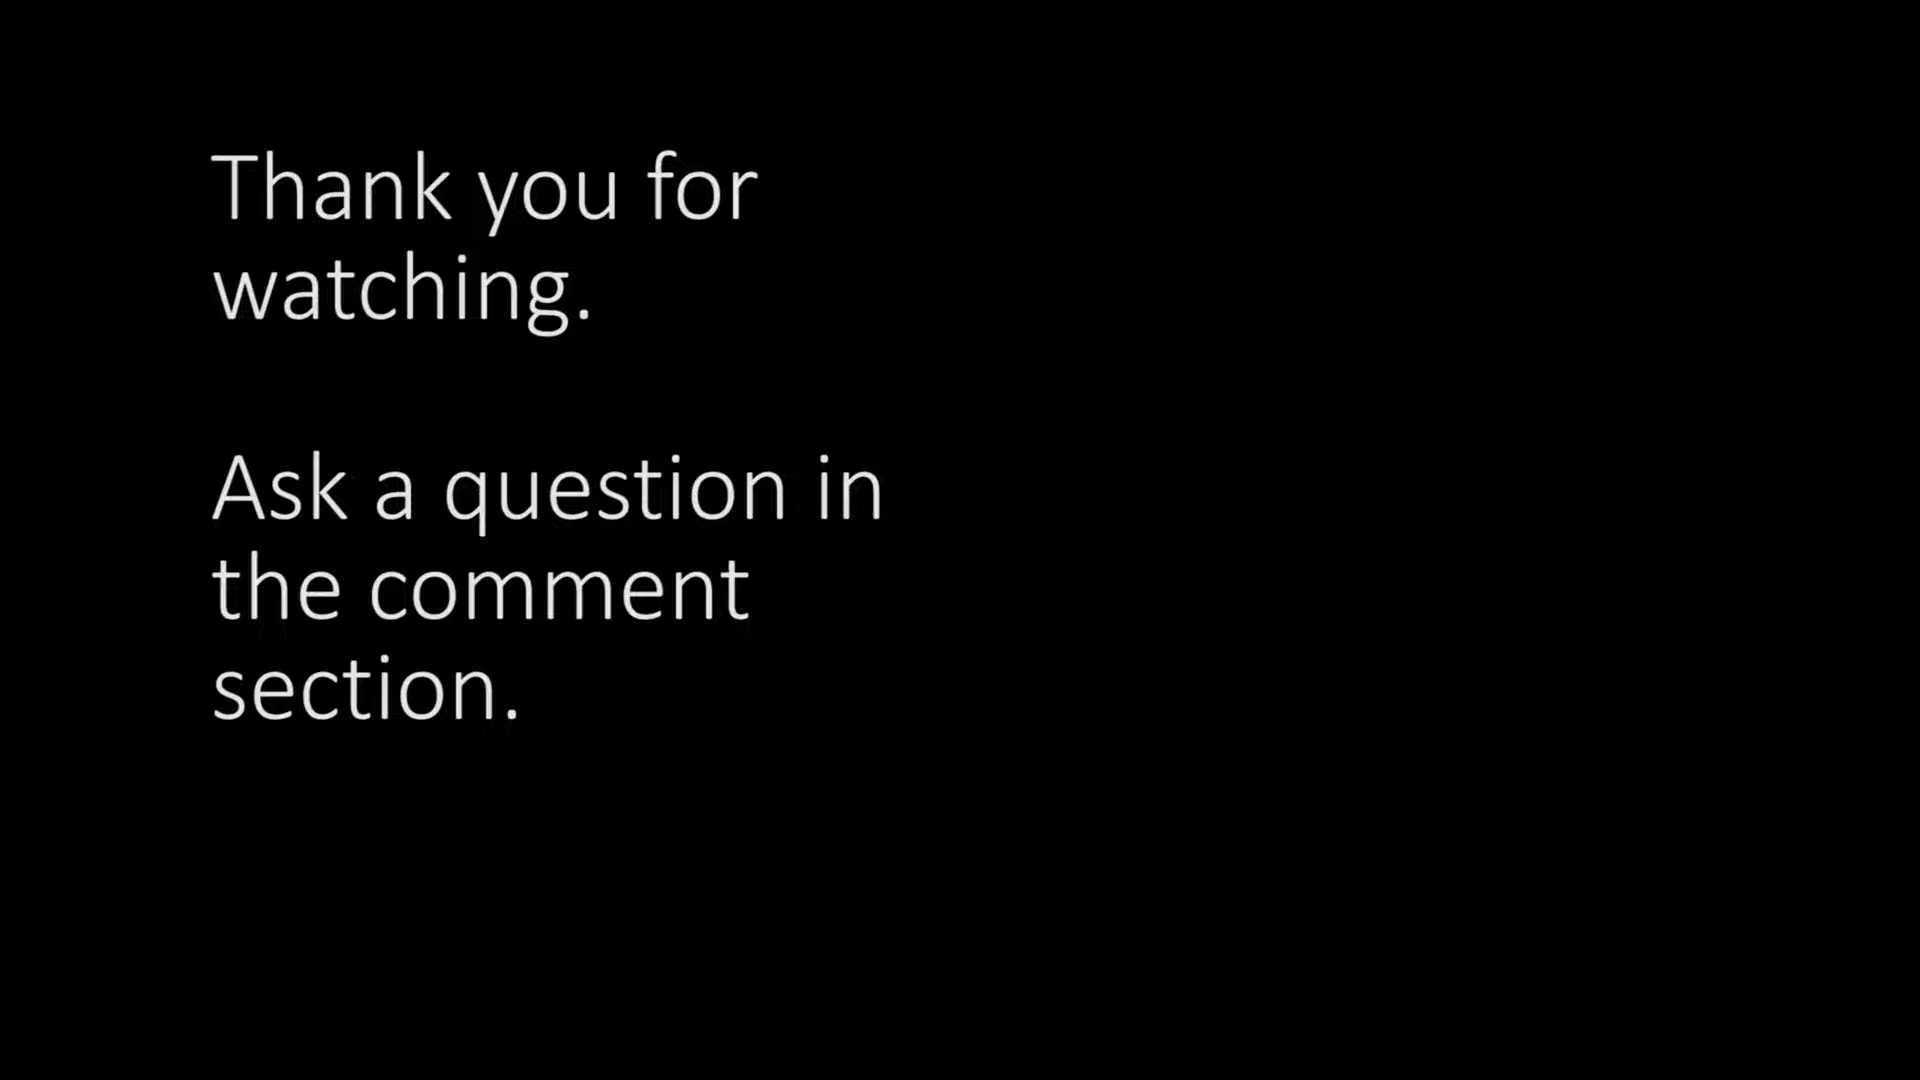 Thank you for
watching.
Ask a question in
the comment
section.